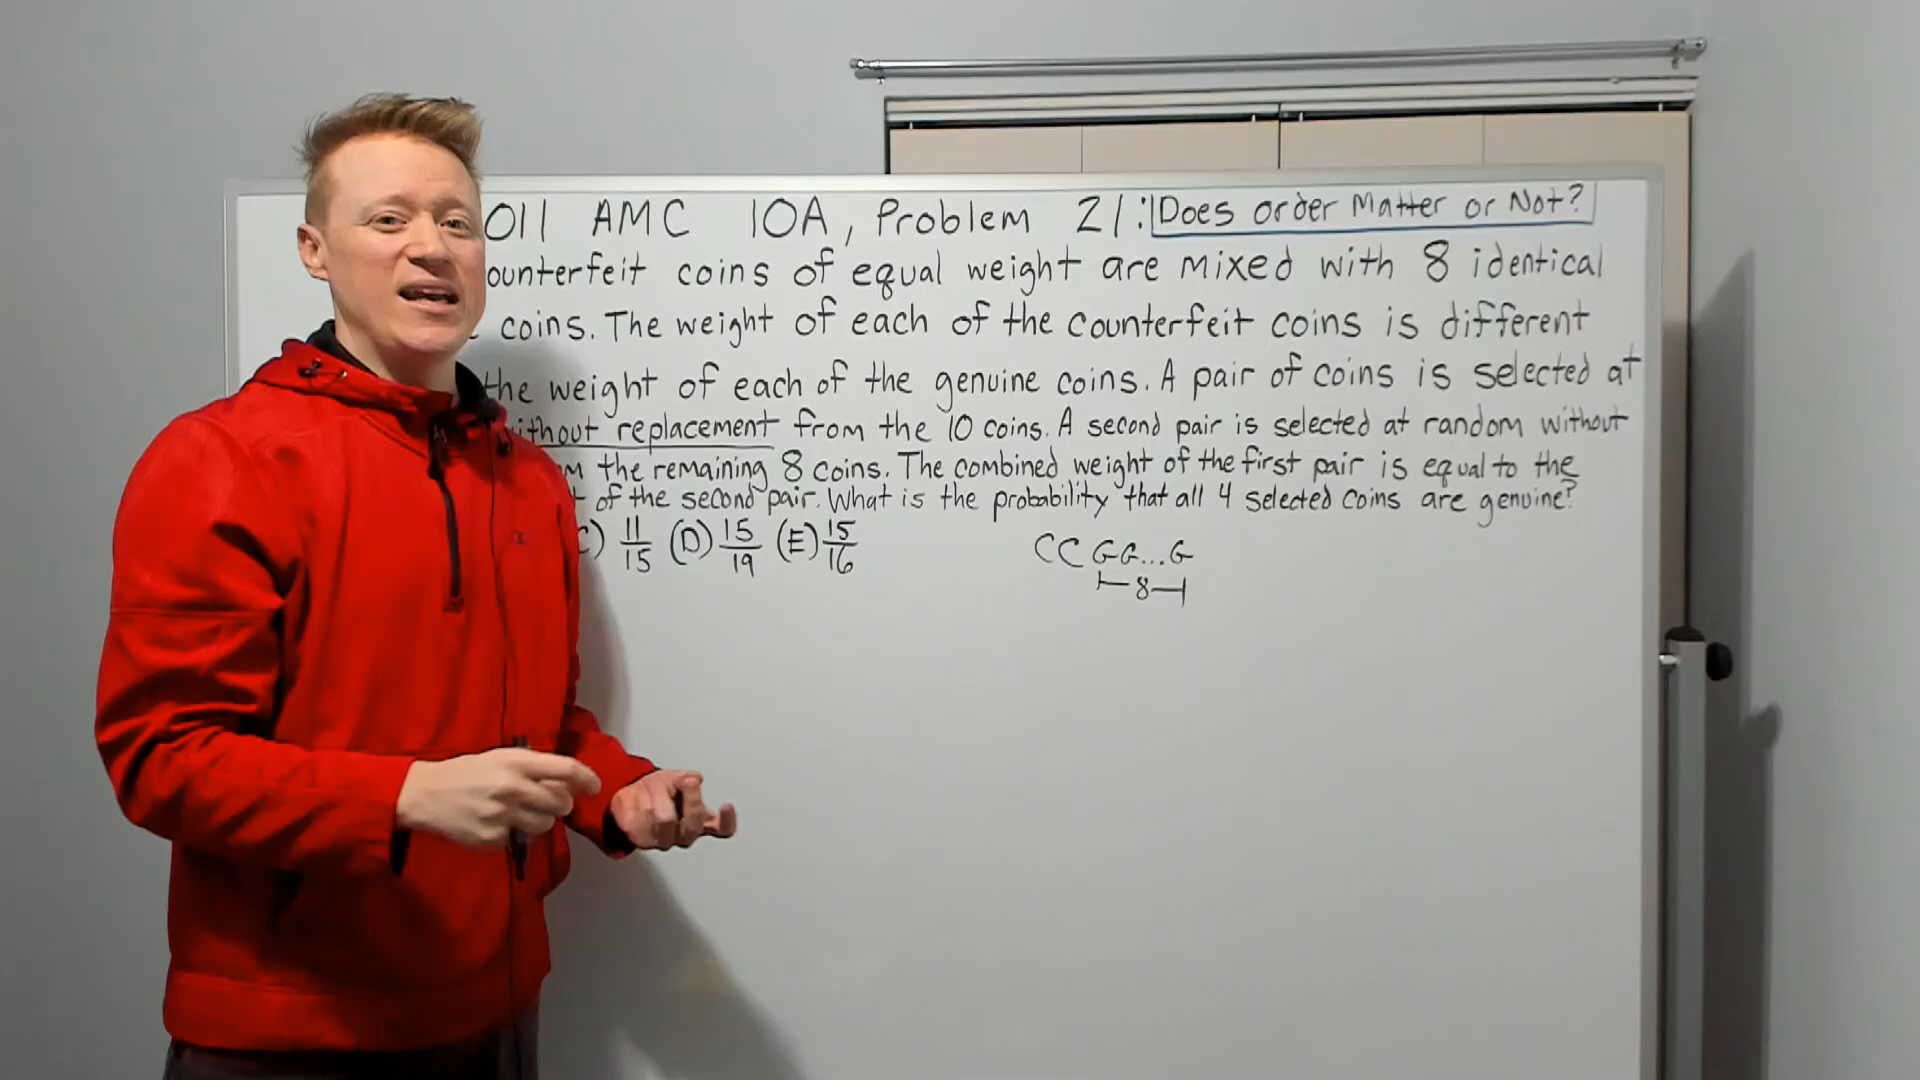 011 AMC 10A, Problem 21: Does order Matter or Not?
ounterfeit coins of equal weight are mixed with 8 identical
coins. The weight of each of the counterfeit coins is different
the weight of each of the genuine coins. A pair of coins is selected at
without replacement from the 10 coins. A second pair is selected at random without
m the remaining 8 coins. The combined weight of the first pair is equal to the
t of the second pair. What is the probability that all 4 selected coins are genuine?
C) 11/15 (D) 15/19 (E) 15/16
CC GG...G
8